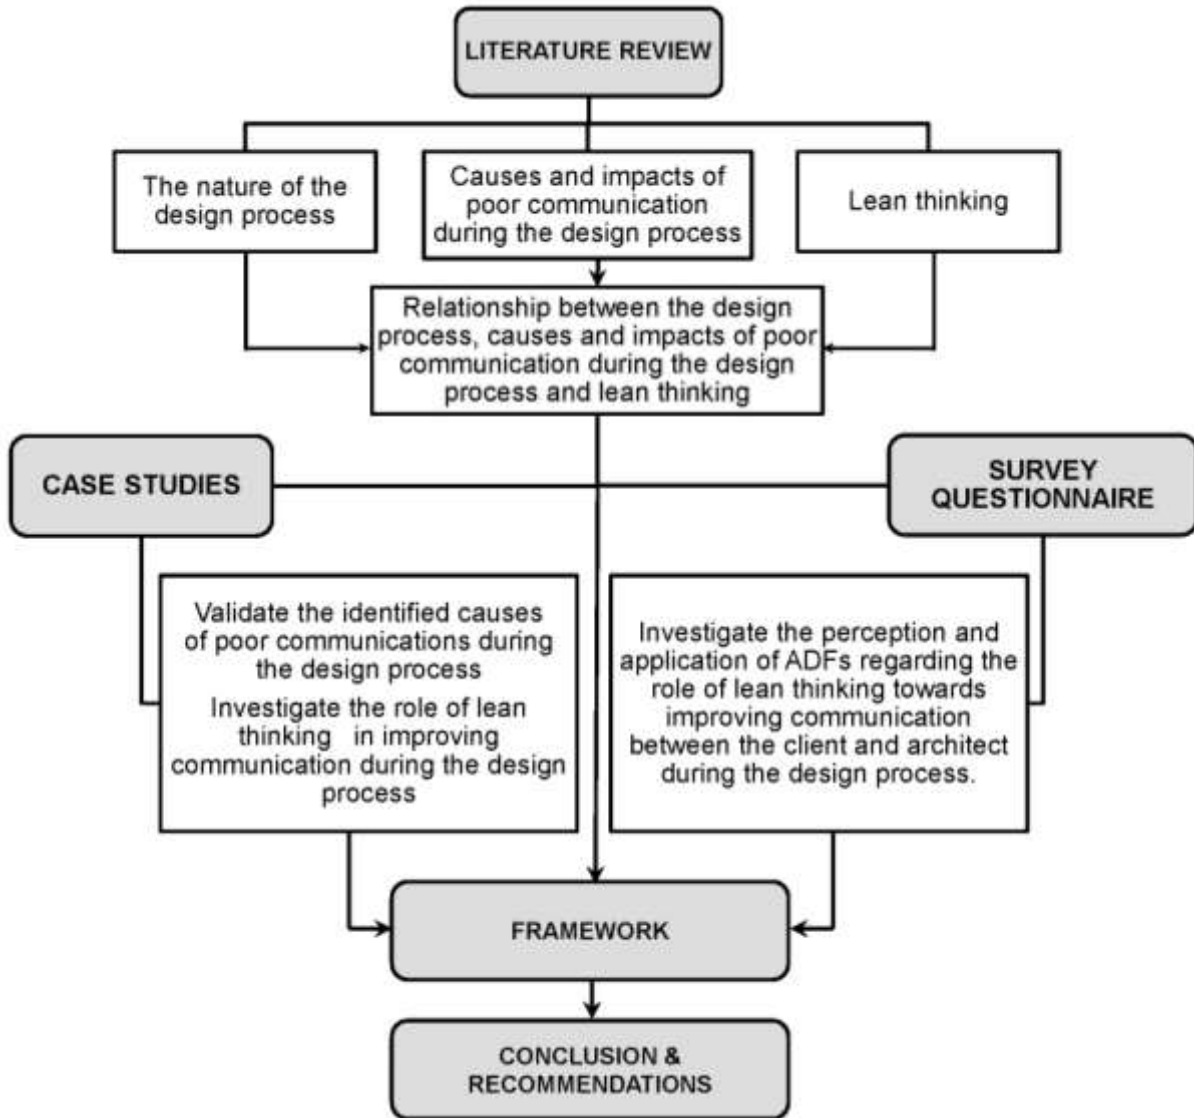 LITERATURE REVIEW
The nature of the
design process
Causes and impacts of
poor communication
during the design process
Lean thinking
Relationship between the design
process, causes and impacts of poor
communication during the design
process and lean thinking
CASE STUDIES
SURVEY
QUESTIONNAIRE
Validate the identified causes
of poor communications during
the design process
Investigate the role of lean
thinking in improving
communication during the design
process
Investigate the perception and
application of ADFs regarding the
role of lean thinking towards
improving communication
between the client and architect
during the design process.
FRAMEWORK
CONCLUSION &
RECOMMENDATIONS